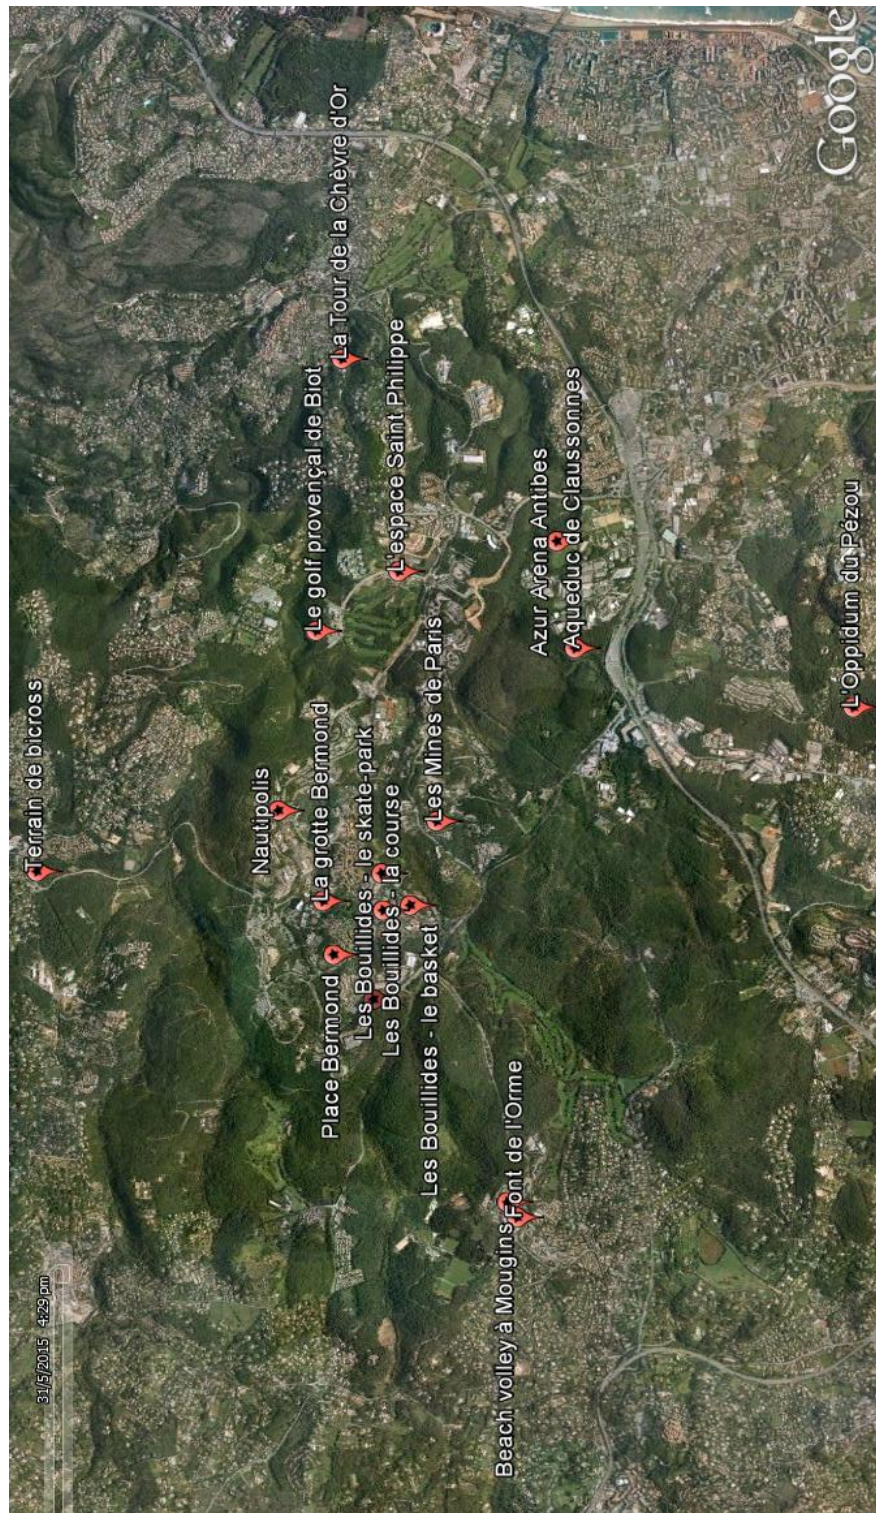 31/5/2015 4:29 pm
Terrain de bicross
Nautipolis
Le golf provençal de Biot
La Tour de la Chèvre d'Or
La grotte Bermond
Place Bermond
Les Bouillides - le skate-park
L'espace Saint Philippe
Les Bouillides - la course
Les Bouillides - le basket
Les Mines de Paris
Beach volley à Mougins
Font de l'Orme
Azur Arena Antibes
Aqueduc de Claussonnes
L'Oppidum du Pézou
Google